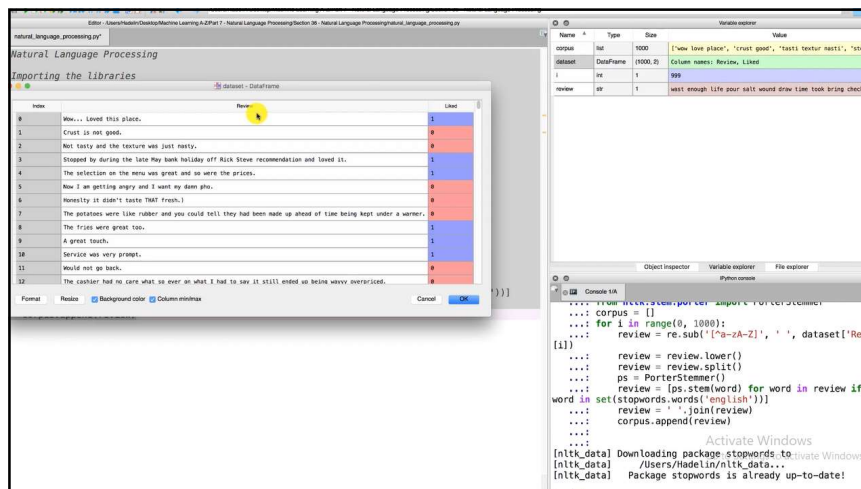 Editor - /Users/Hadelin/Desktop/Machine Learning A-Z/Part 7 - Natural Language Processing/Section 36 - Natural Language Processing/natural_language_processing.py
natural_language_processing.py*
Natural Language Processing
Importing the libraries
dataset - DataFrame
Index Review Liked
0 Wow... Loved this place. 1
1 Crust is not good. 0
2 Not tasty and the texture was just nasty. 0
3 Stopped by during the late May bank holiday off Rick Steve recommendation and loved it. 1
4 The selection on the menu was great and so were the prices. 1
5 Now I am getting angry and I want my damn pho. 0
6 Honeslty it didn't taste THAT fresh.) 0
7 The potatoes were like rubber and you could tell they had been made up ahead of time being kept under a warmer. 0
8 The fries were great too. 1
9 A great touch. 1
10 Service was very prompt. 1
11 Would not go back. 0
12 The cashier had no care what so ever on what I had to say it still ended up being wayyy overpriced. 0
Format Resize Background color Column min/max Cancel OK
'))]
Variable explorer
Name Type Size Value
corpus list 1000 ['wow love place', 'crust good', 'tasti textur nasti',
dataset DataFrame (1000, 2) Column names: Review, Liked
i int 1 999
review str 1 wast enough life pour salt wound draw time took bring chec
Object inspector Variable explorer File explorer
IPython console
Console 1/A
...: from nltk.stem.porter import PorterStemmer
...: corpus = []
...: for i in range(0, 1000):
...: review = re.sub('[^a-zA-Z]', ' ', dataset['Re
[i])
...: review = review.lower()
...: review = review.split()
...: ps = PorterStemmer()
...: review = [ps.stem(word) for word in review if
word in set(stopwords.words('english'))]
...: review = ' '.join(review)
...: corpus.append(review)
...:
...:
Activate Windows
[nltk_data] Downloading package stopwords to
[nltk_data] /Users/Hadelin/nltk_data...
[nltk_data] Package stopwords is already up-to-date!